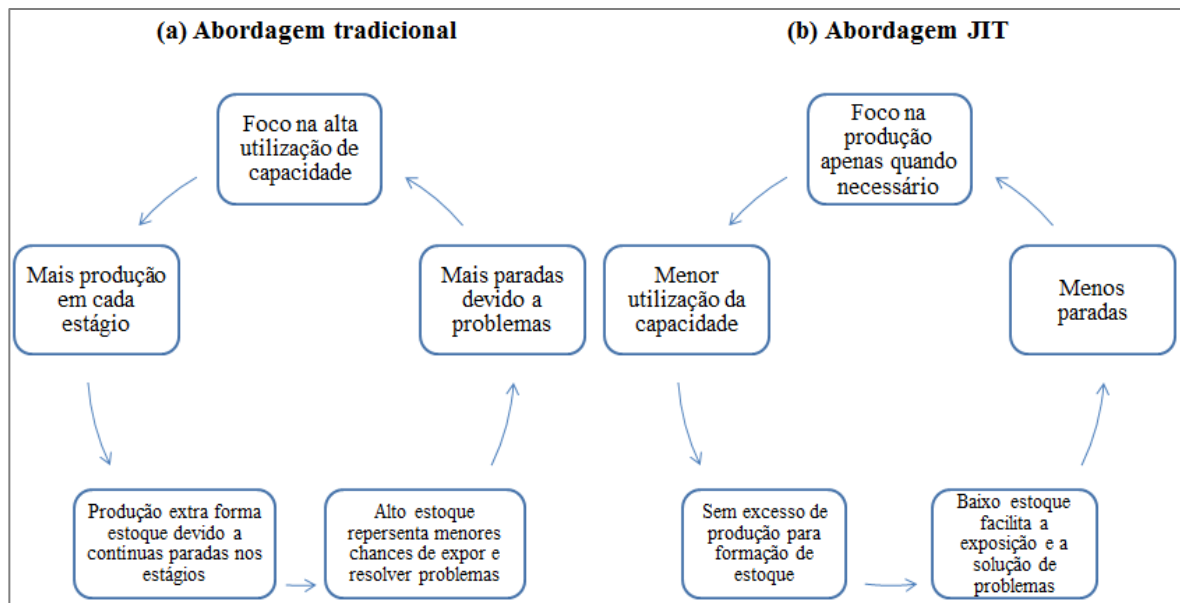 (a) Abordagem tradicional
Foco na alta
utilização de
capacidade
Mais produção
em cada
estágio
Produção extra forma
estoque devido a
continuas paradas nos
estágios
Alto estoque
repersenta menores
chances de expor e
resolver problemas
Mais paradas
devido a
problemas
(b) Abordagem JIT
Foco na
produção
apenas quando
necessário
Menor
utilização da
capacidade
Sem excesso de
produção para
formação de
estoque
Baixo estoque
facilita a
exposição e a
solução de
problemas
Menos
paradas